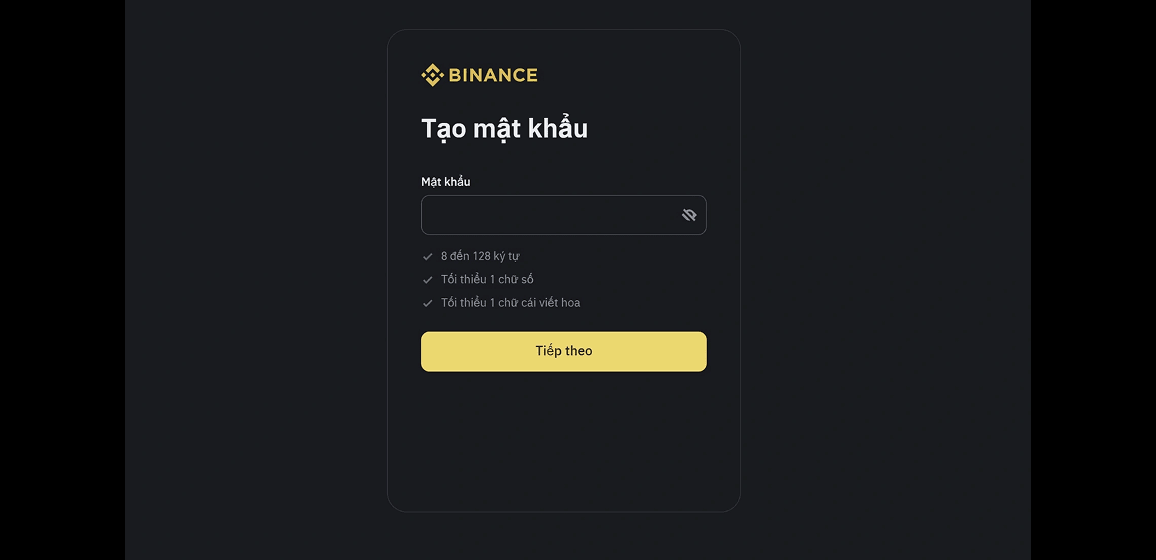 BINANCE
Tạo mật khẩu
Mật khẩu
8 đến 128 ký tự
Tối thiểu 1 chữ số
Tối thiểu 1 chữ cái viết hoa
Tiếp theo